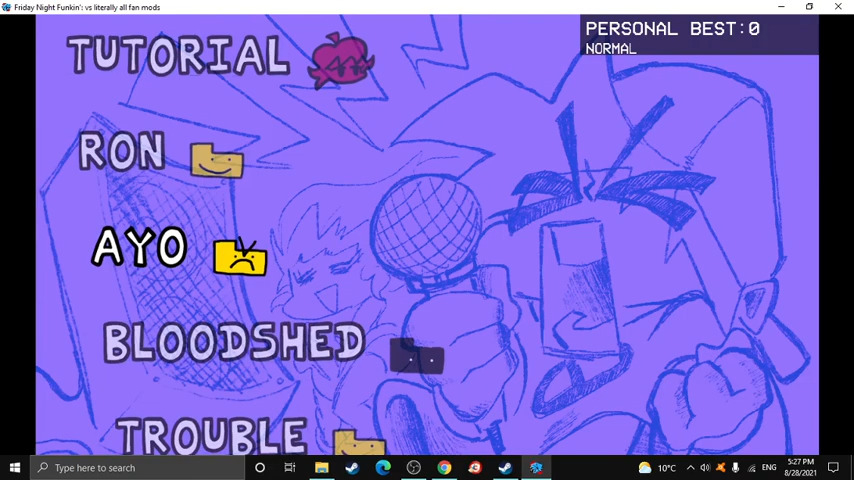 Friday Night Funkin': vs literally all fan mods
PERSONAL BEST:0
NORMAL
TUTORIAL
RON
AYO
BLOODSHED
TROUBLE
Type here to search
10°C
ENG
5:27 PM
8/28/2021